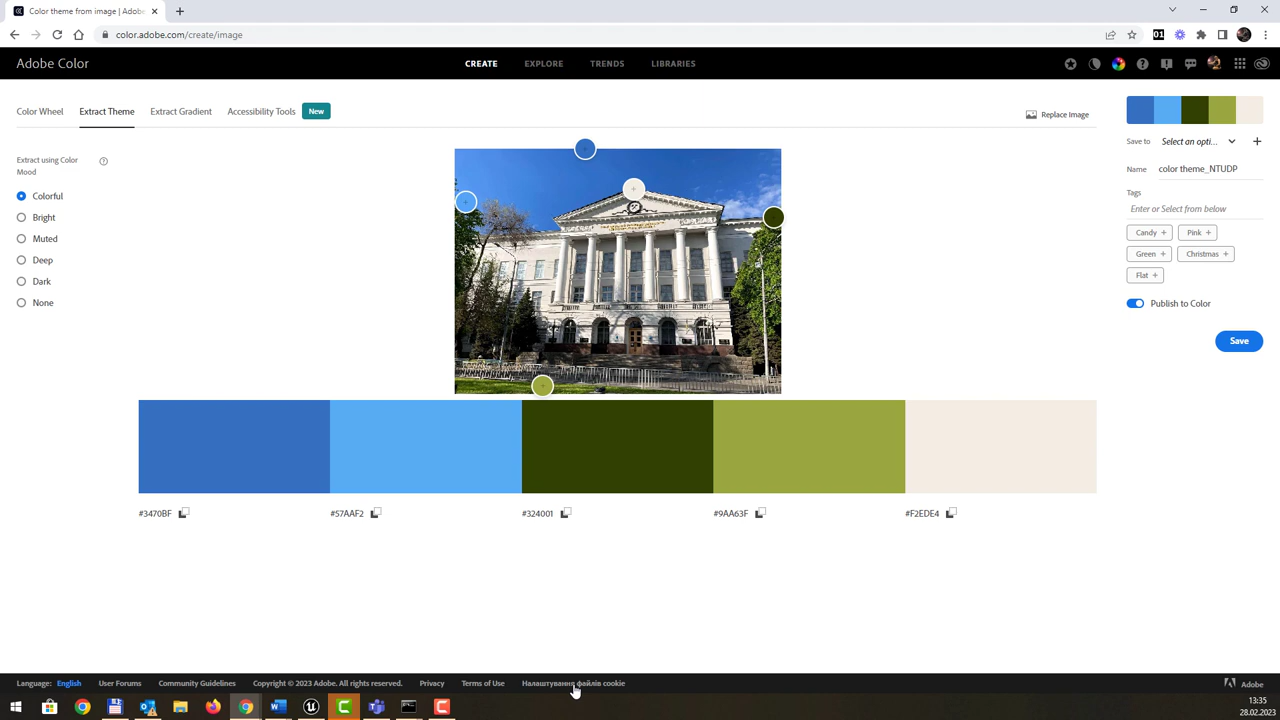 Color theme from image | Adob
color.adobe.com/create/image
01
Adobe Color
CREATE EXPLORE TRENDS LIBRARIES
Color Wheel Extract Theme Extract Gradient Accessibility Tools New
Replace Image
Extract using Color
Mood
Colorful
Bright
Muted
Deep
Dark
None
Save to Select an opti...
Name color theme_NTUDP
Tags
Enter or Select from below
Candy + Pink +
Green + Christmas +
Flat +
Publish to Color
Save
#3470BF #57AAF2 #324001 #9AA63F #F2EDE4
Language: English User Forums Community Guidelines Copyright © 2023 Adobe. All rights reserved. Privacy Terms of Use Налаштування файлів cookie Adobe
13:35
28.02.2023